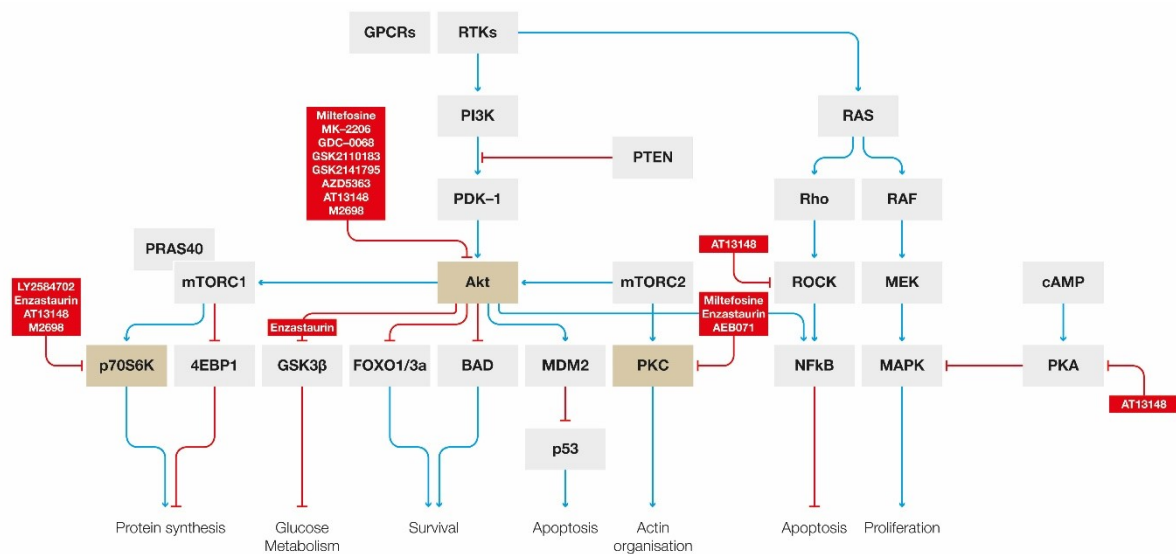 GPCRs
RTKs
PI3K
RAS
Miltefosine
MK–2206
GDC–0068
GSK2110183
GSK2141795
AZD5363
AT13148
M2698
PTEN
PDK–1
Rho
RAF
PRAS40
mTORC1
AT13148
LY2584702
Enzastaurin
AT13148
M2698
Akt
mTORC2
ROCK
MEK
cAMP
Miltefosine
Enzastaurin
AEB071
Enzastaurin
p70S6K
4EBP1
GSK3β
FOXO1/3a
BAD
MDM2
PKC
NFkB
MAPK
PKA
AT13148
p53
Protein synthesis
Glucose
Metabolism
Survival
Apoptosis
Actin
organisation
Apoptosis
Proliferation